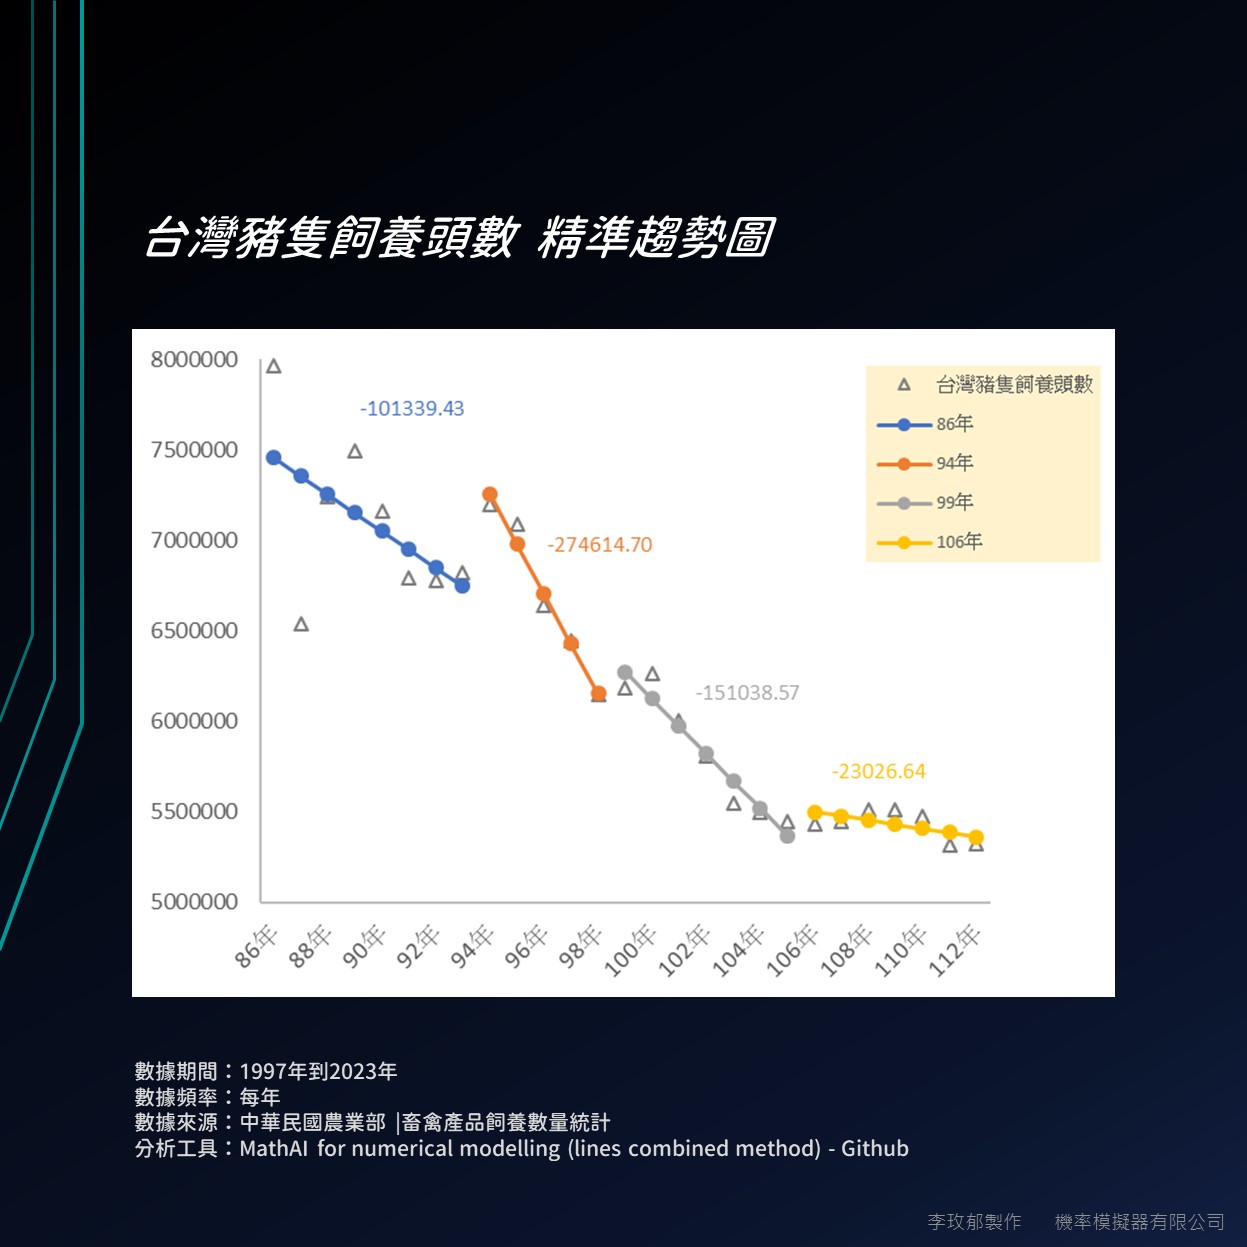 台灣豬隻飼養頭數 精準趨勢圖
8000000
7500000
7000000
6500000
6000000
5500000
5000000
-101339.43
-274614.70
-151038.57
-23026.64
台灣豬隻飼養頭數
86年
94年
99年
106年
86年
88年
90年
92年
94年
96年
98年
100年
102年
104年
106年
108年
110年
112年
數據期間：1997年到2023年
數據頻率：每年
數據來源：中華民國農業部 |畜禽產品飼養數量統計
分析工具：MathAI for numerical modelling (lines combined method) - Github
李玫郁製作 機率模擬器有限公司